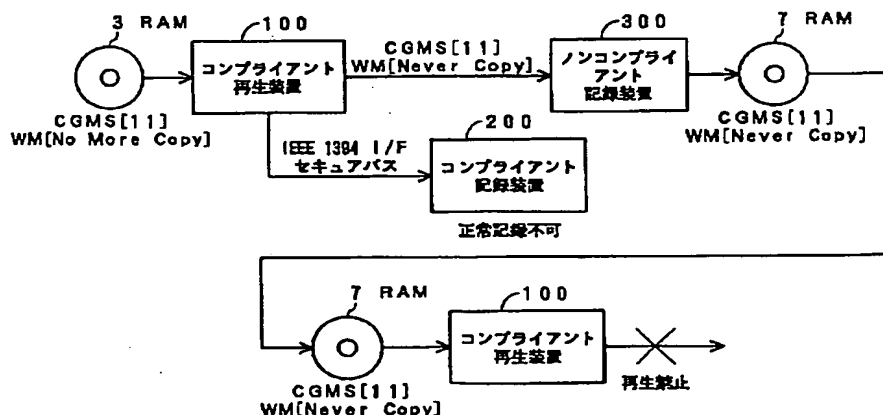 3 RAM
100
コンプライアント
再生装置
CGMS[11]
WM[No More Copy]
CGMS[11]
WM[Never Copy]
300
ノンコンプライ
アント
記録装置
7 RAM
CGMS[11]
WM[Never Copy]
IEEE 1394 I/F
セキュアバス
200
コンプライアント
記録装置
正常記録不可
7 RAM
CGMS[11]
WM[Never Copy]
100
コンプライアント
再生装置
再生禁止